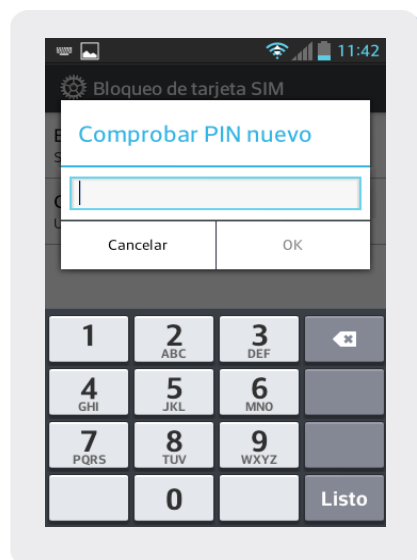 11:42
Bloqueo de tarjeta SIM
Comprobar PIN nuevo
Cancelar
OK
1
2
ABC
3
DEF
4
GHI
5
JKL
6
MNO
7
PQRS
8
TUV
9
WXYZ
0
Listo